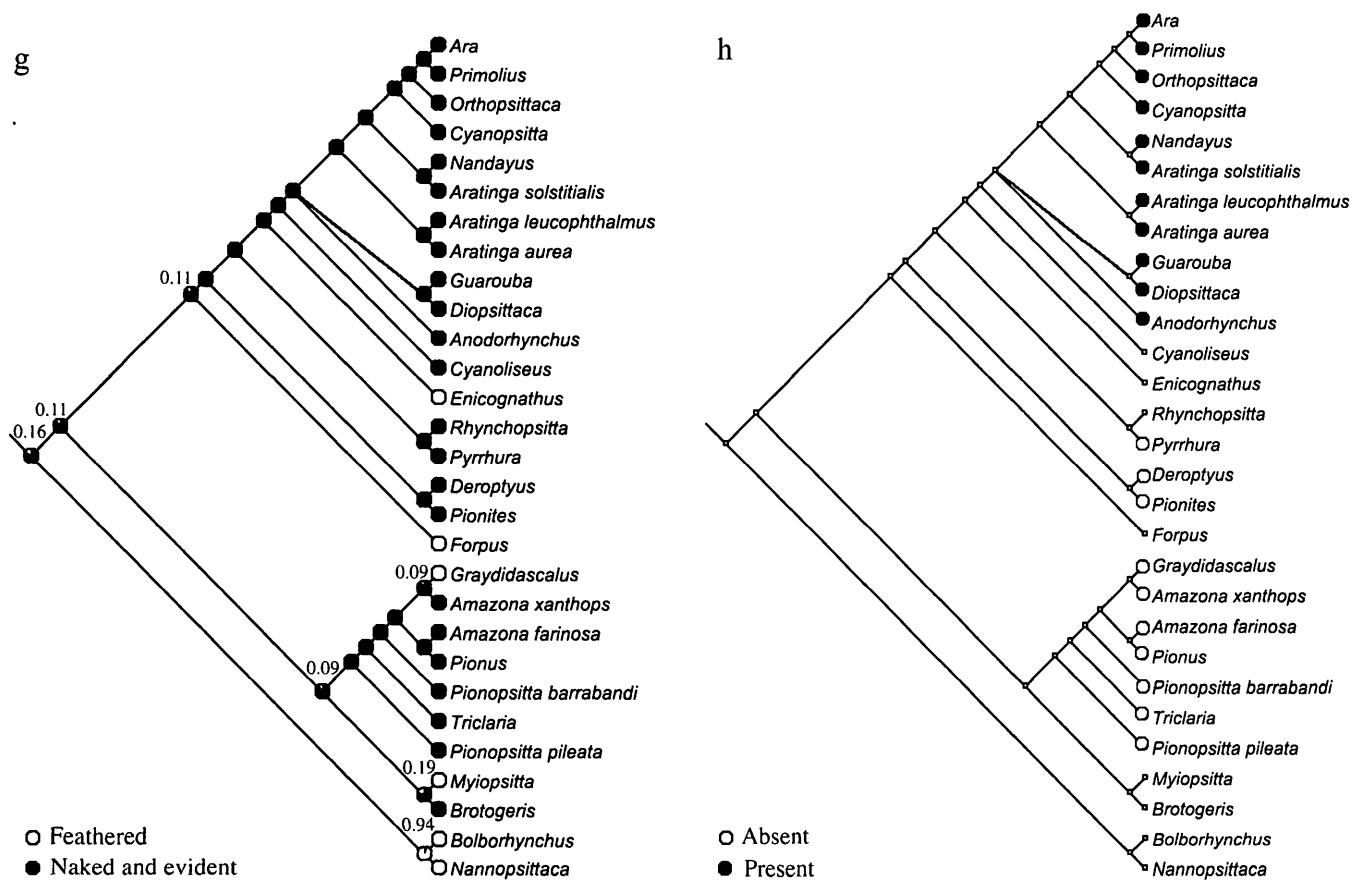 g
Ara
Primolius
Orthopsittaca
Cyanopsitta
Nandayus
Aratinga solstitialis
Aratinga leucophthalmus
Aratinga aurea
Guarouba
Diopsittaca
Anodorhynchus
Cyanoliseus
Enicognathus
Rhynchopsitta
Pyrrhura
Deroptyus
Pionites
Forpus
Graydidascalus
Amazona xanthops
Amazona farinosa
Pionus
Pionopsitta barrabandi
Triclaria
Pionopsitta pileata
Myiopsitta
Brotogeris
Bolborhynchus
Nannopsittaca
0.11
0.11
0.16
0.09
0.09
0.19
0.94
Feathered
Naked and evident
h
Ara
Primolius
Orthopsittaca
Cyanopsitta
Nandayus
Aratinga solstitialis
Aratinga leucophthalmus
Aratinga aurea
Guarouba
Diopsittaca
Anodorhynchus
Cyanoliseus
Enicognathus
Rhynchopsitta
Pyrrhura
Deroptyus
Pionites
Forpus
Graydidascalus
Amazona xanthops
Amazona farinosa
Pionus
Pionopsitta barrabandi
Triclaria
Pionopsitta pileata
Myiopsitta
Brotogeris
Bolborhynchus
Nannopsittaca
Absent
Present